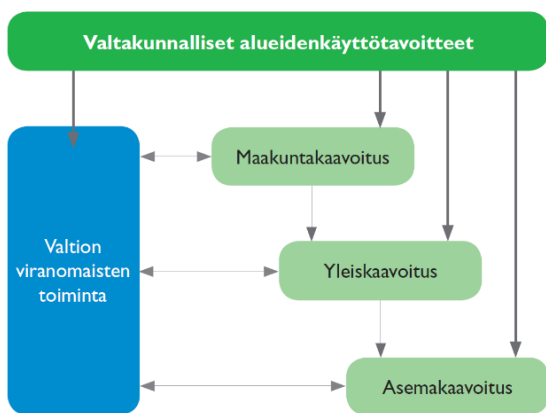 Valtakunnalliset alueidenkäyttötavoitteet
Maakuntakaavoitus
Valtion
viranomaisten
toiminta
Yleiskaavoitus
Asemakaavoitus